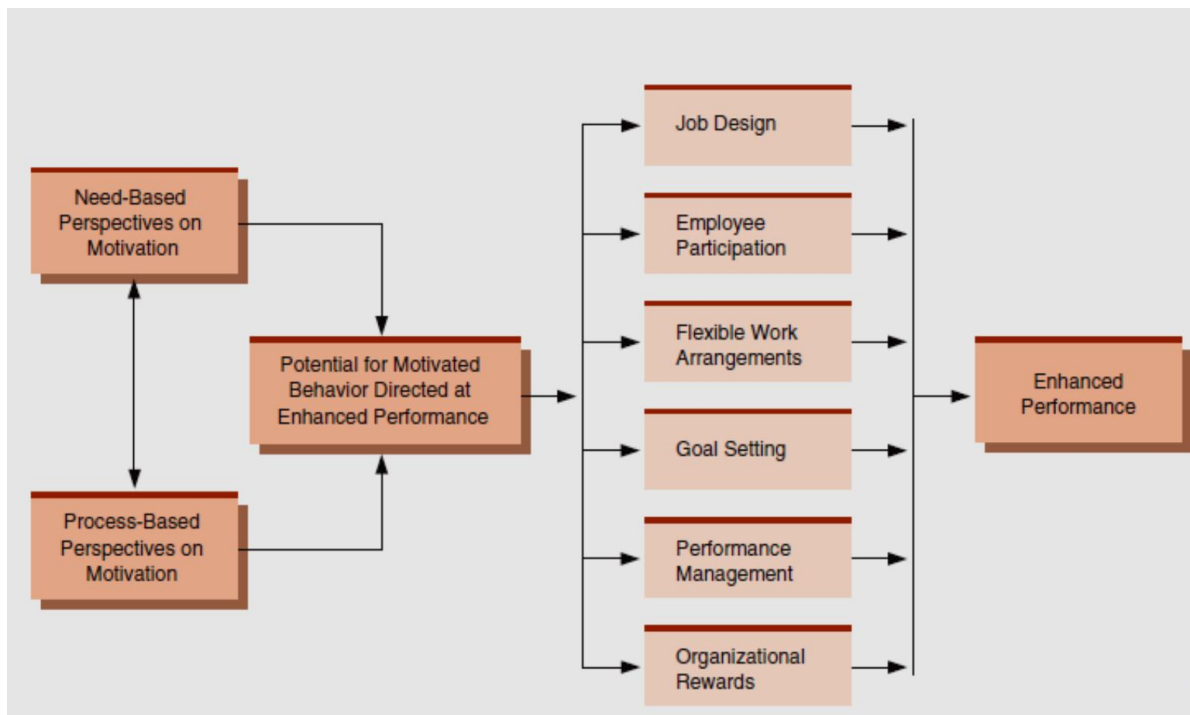 Need-Based
Perspectives on
Motivation
Process-Based
Perspectives on
Motivation
Potential for Motivated
Behavior Directed at
Enhanced Performance
Job Design
Employee
Participation
Flexible Work
Arrangements
Goal Setting
Performance
Management
Organizational
Rewards
Enhanced
Performance